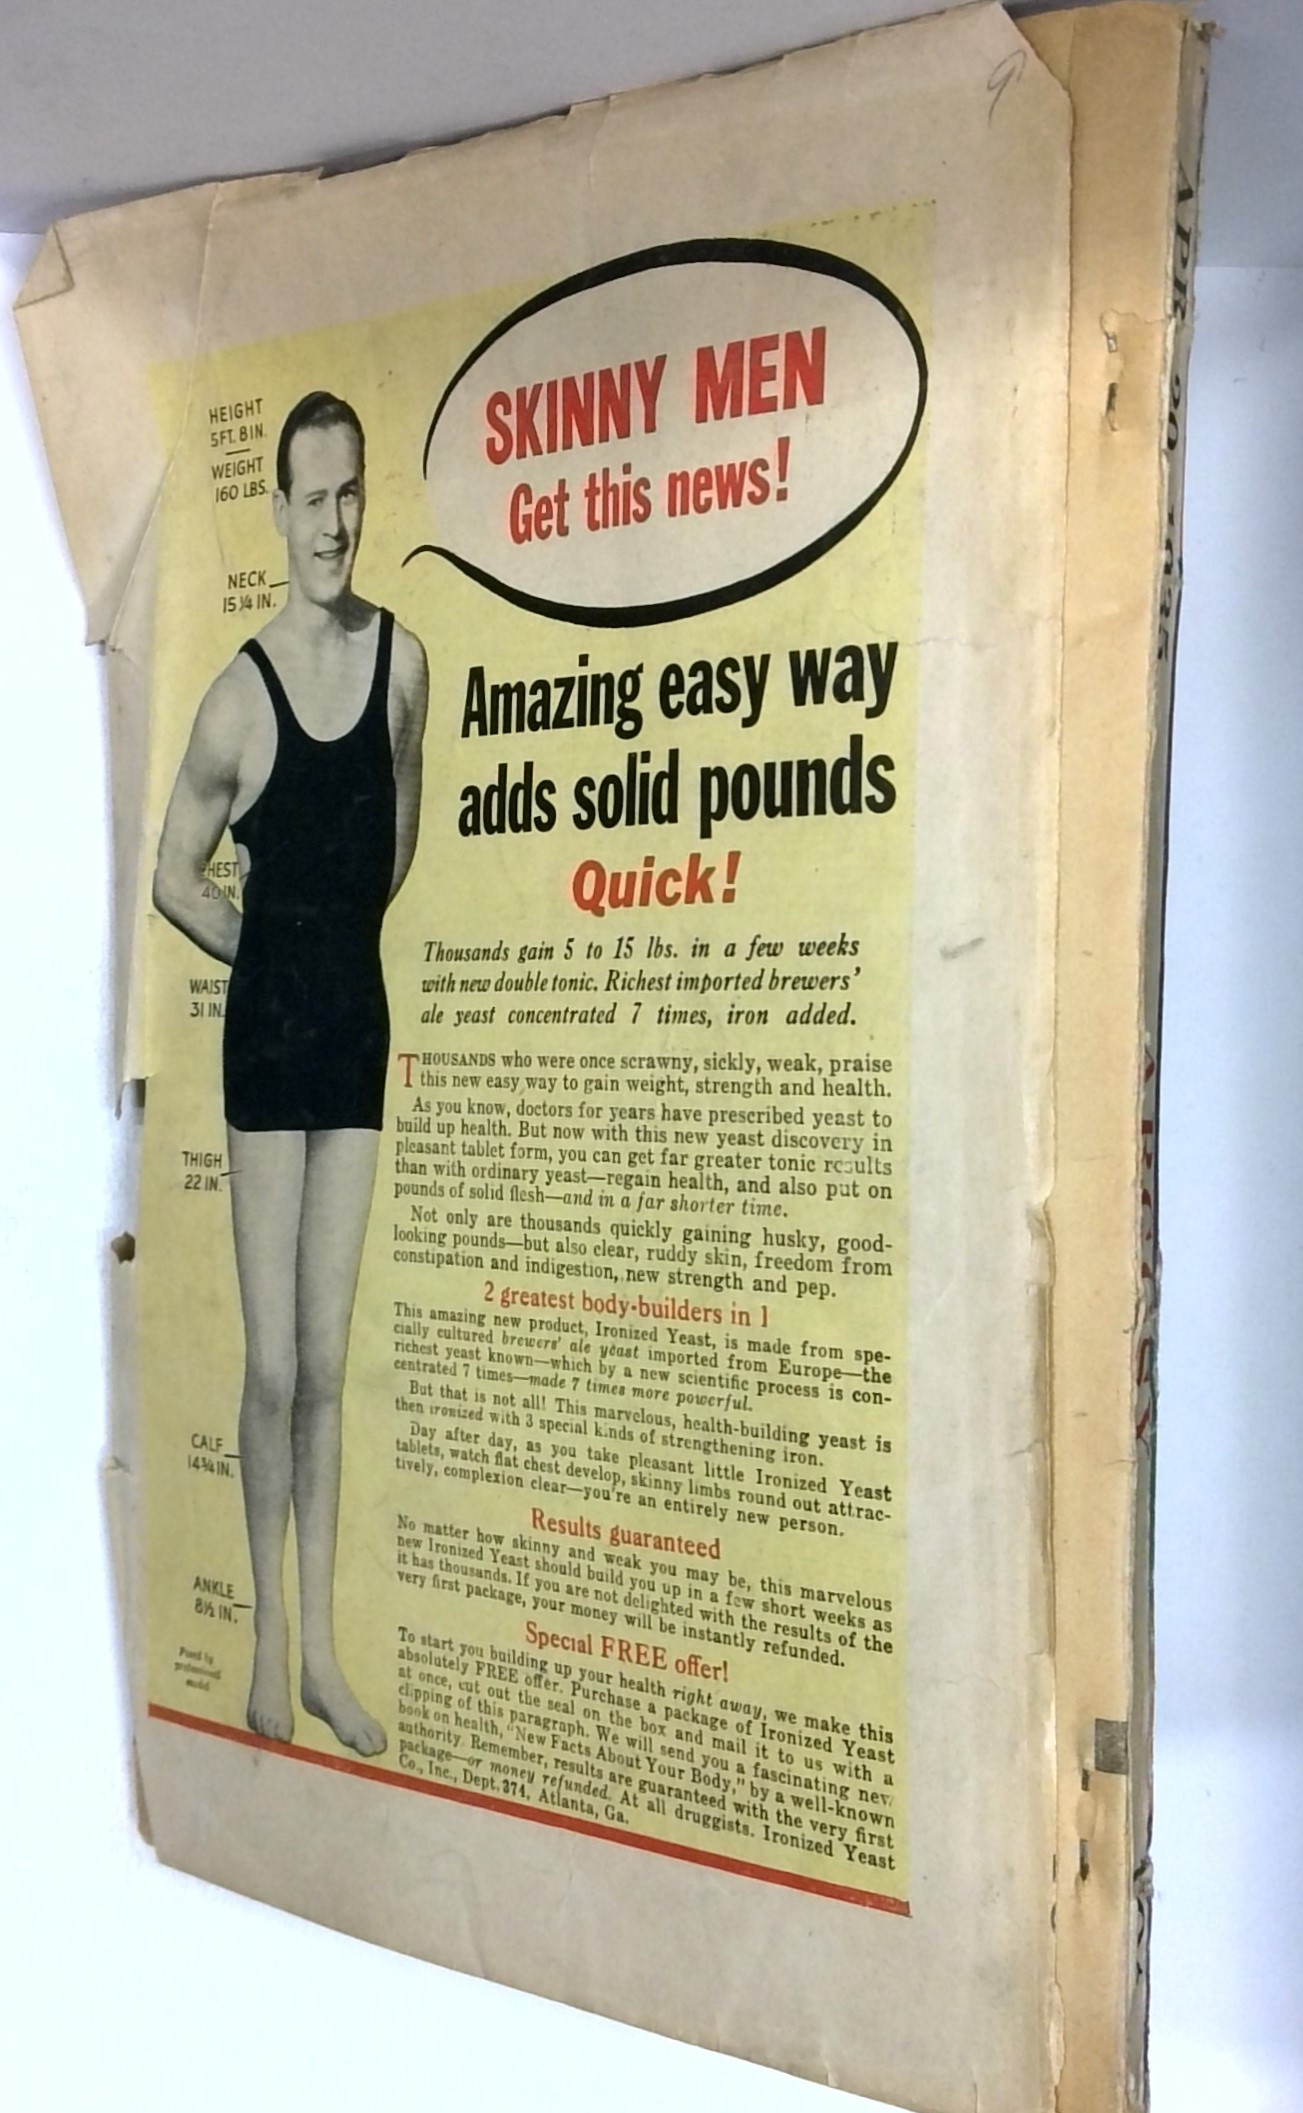 SKINNY MEN
Get this news!
Amazing easy way
adds solid pounds
Quick!
Thousands gain 5 to 15 lbs. in a few weeks
with new double tonic. Richest imported brewers'
ale yeast concentrated 7 times, iron added.
THOUSANDS who were once scrawny, sickly, weak, praise
this new easy way to gain weight, strength and health.
As you know, doctors for years have prescribed yeast to
build up health. But now with this new yeast discovery in
pleasant tablet form, you can get far greater tonic results
than with ordinary yeast—regain health, and also put on
pounds of solid flesh—and in a far shorter time.
Not only are thousands quickly gaining husky, good-
looking pounds—but also clear, ruddy skin, freedom from
constipation and indigestion, new strength and pep.
2 greatest body-builders in 1
This amazing new product, Ironized Yeast, is made from spe-
cially cultured brewers' ale yeast imported from Europe—the
richest yeast known—which by a new scientific process is con-
centrated 7 times—made 7 times more powerful.
But that is not all! This marvelous, health-building yeast is
then ironized with 3 special kinds of strengthening iron.
Day after day, as you take pleasant little Ironized Yeast
tablets, watch flat chest develop, skinny limbs round out attrac-
tively, complexion clear—you're an entirely new person.
Results guaranteed
No matter how skinny and weak you may be, this marvelous
new Ironized Yeast should build you up in a few short weeks as
it has thousands. If you are not delighted with the results of the
very first package, your money will be instantly refunded.
Special FREE offer!
To start you building up your health right away, we make this
absolutely FREE offer. Purchase a package of Ironized Yeast
at once, cut out the seal on the box and mail it to us with a
clipping of this paragraph. We will send you a fascinating new
book on health, "New Facts About Your Body," by a well-known
authority. Remember, results are guaranteed with the very first
package—or money refunded. At all druggists. Ironized Yeast
Co., Inc., Dept. 374, Atlanta, Ga.
HEIGHT
5 FT. 8 IN.
WEIGHT
160 LBS.
NECK
15 1/4 IN.
CHEST
40 IN.
WAIST
31 IN.
THIGH
22 IN.
CALF
14 3/4 IN.
ANKLE
8 1/2 IN.
Posed by
professional
model
APR 20, 1935
ARGOSY